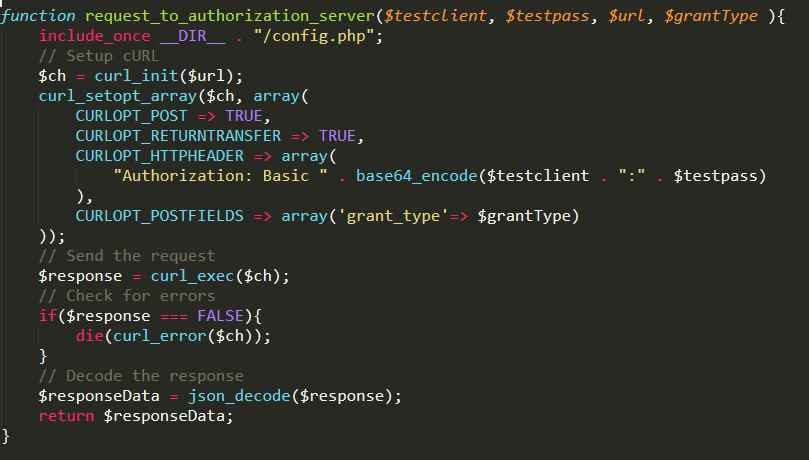 function request_to_authorization_server($testclient, $testpass, $url, $grantType ){
    include_once __DIR__ . "/config.php";
    // Setup cURL
    $ch = curl_init($url);
    curl_setopt_array($ch, array(
        CURLOPT_POST => TRUE,
        CURLOPT_RETURNTRANSFER => TRUE,
        CURLOPT_HTTPHEADER => array(
            "Authorization: Basic " . base64_encode($testclient . ":" . $testpass)
        ),
        CURLOPT_POSTFIELDS => array('grant_type'=> $grantType)
    ));
    // Send the request
    $response = curl_exec($ch);
    // Check for errors
    if($response === FALSE){
        die(curl_error($ch));
    }
    // Decode the response
    $responseData = json_decode($response);
    return $responseData;
}